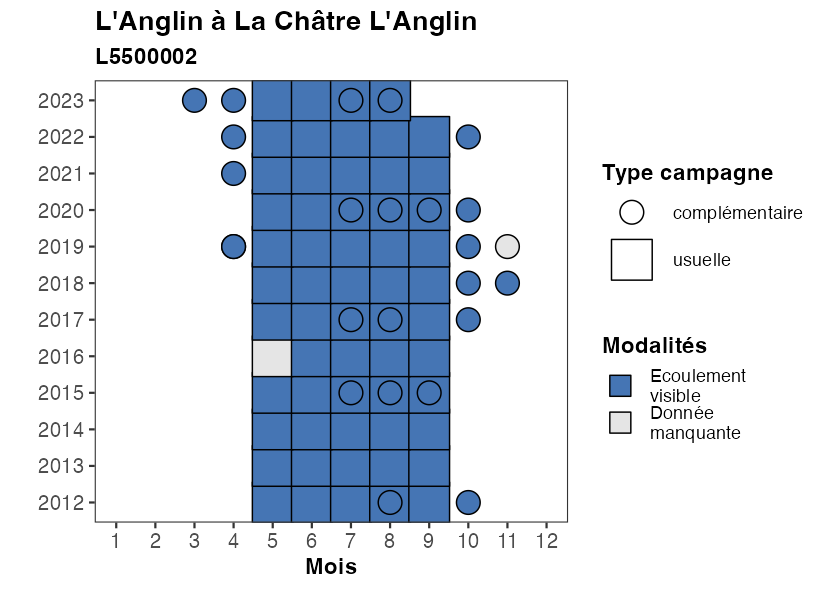 L'Anglin à La Châtre L'Anglin
L5500002
2023
2022
2021
2020
2019
2018
2017
2016
2015
2014
2013
2012
1 2 3 4 5 6 7 8 9 10 11 12
Mois
Type campagne
complémentaire
usuelle
Modalités
Ecoulement
visible
Donnée
manquante